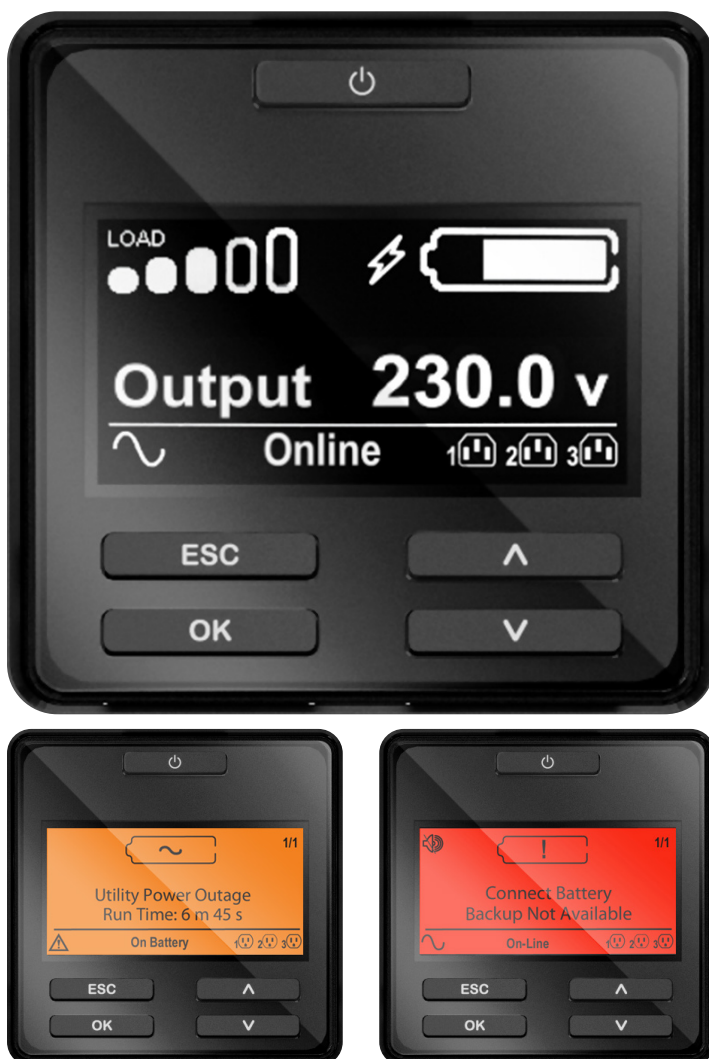 LOAD
Output 230.0 v
Online 1 2 3
ESC
OK
1/1
Utility Power Outage
Run Time: 6 m 45 s
On Battery 1 2 3
ESC
OK
1/1
Connect Battery
Backup Not Available
On-Line 1 2 3
ESC
OK